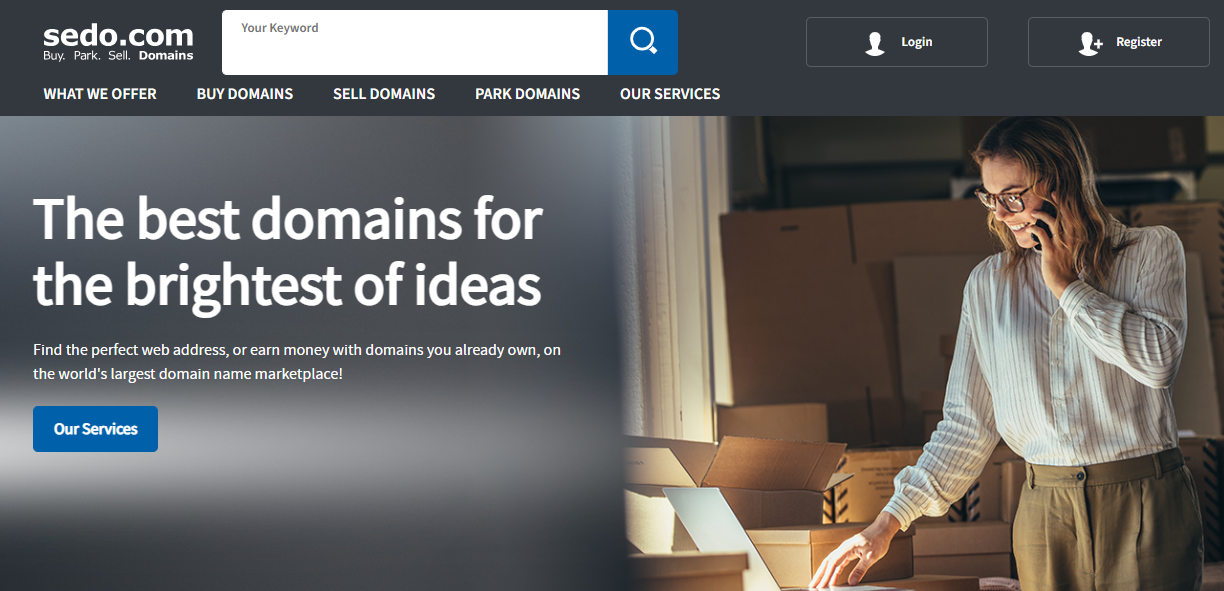 sedo.com
Buy. Park. Sell. Domains
Your Keyword
Login
Register
WHAT WE OFFER
BUY DOMAINS
SELL DOMAINS
PARK DOMAINS
OUR SERVICES
The best domains for
the brightest of ideas
Find the perfect web address, or earn money with domains you already own, on
the world's largest domain name marketplace!
Our Services